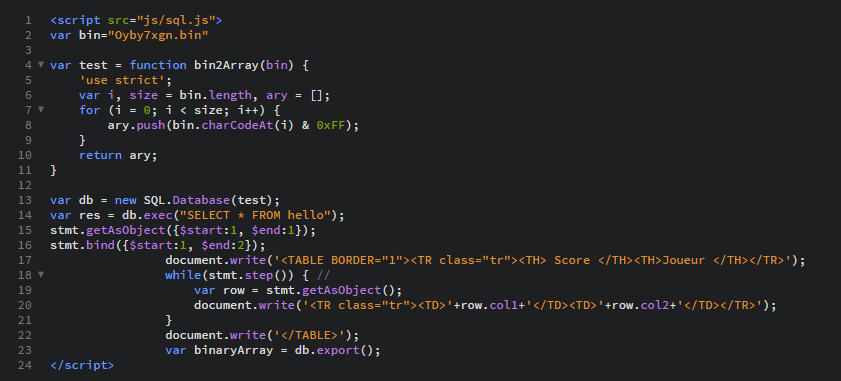 1 <script src="js/sql.js">
2 var bin="Oyby7xgn.bin"
3
4 var test = function bin2Array(bin) {
5     'use strict';
6     var i, size = bin.length, ary = [];
7     for (i = 0; i < size; i++) {
8         ary.push(bin.charCodeAt(i) & 0xFF);
9     }
10     return ary;
11 }
12
13 var db = new SQL.Database(test);
14 var res = db.exec("SELECT * FROM hello");
15 stmt.getAsObject({$start:1, $end:1});
16 stmt.bind({$start:1, $end:2});
17                 document.write('<TABLE BORDER="1"><TR class="tr"><TH> Score </TH><TH>Joueur </TH></TR>');
18                 while(stmt.step()) { //
19                     var row = stmt.getAsObject();
20                     document.write('<TR class="tr"><TD>'+row.col1+'</TD><TD>'+row.col2+'</TD></TR>');
21                 }
22                 document.write('</TABLE>');
23                 var binaryArray = db.export();
24 </script>